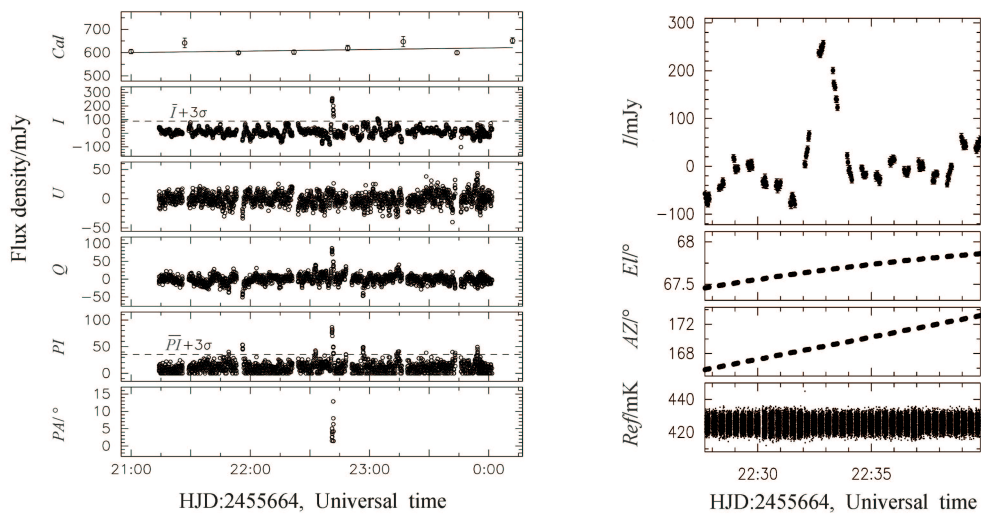 Flux density/mJy
Cal
700
600
500
I
300
200
100
0
−100
Ī+3σ
U
50
0
−50
Q
100
50
0
−50
PI
100
50
0
P̅I̅+3σ
PA/°
15
10
5
0
21:00 22:00 23:00 0:00
HJD:2455664, Universal time
I/mJy
300
200
100
0
−100
El/°
68
67.5
AZ/°
172
168
Ref/mK
440
420
22:30 22:35
HJD:2455664, Universal time